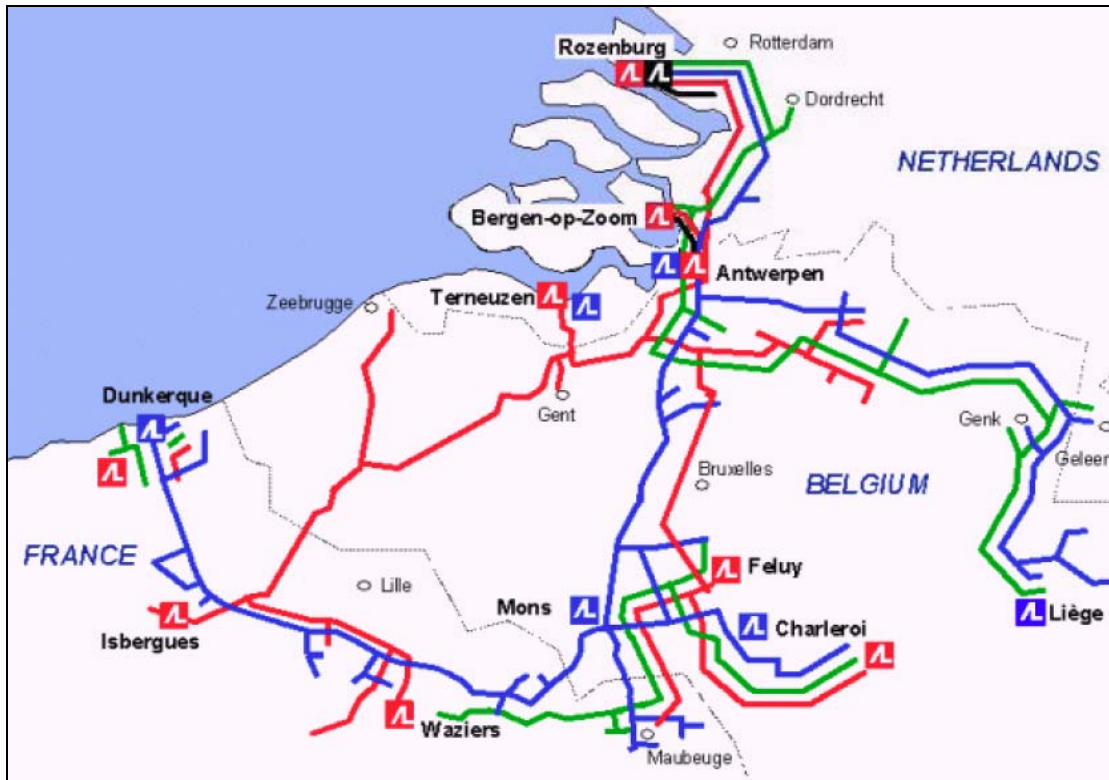 Rozenburg
Rotterdam
Dordrecht
NETHERLANDS
Bergen-op-Zoom
Antwerpen
Terneuzen
Zeebrugge
Dunkerque
Gent
Genk
Geleen
Bruxelles
BELGIUM
FRANCE
Lille
Mons
Feluy
Isbergues
Charleroi
Liège
Waziers
Maubeuge